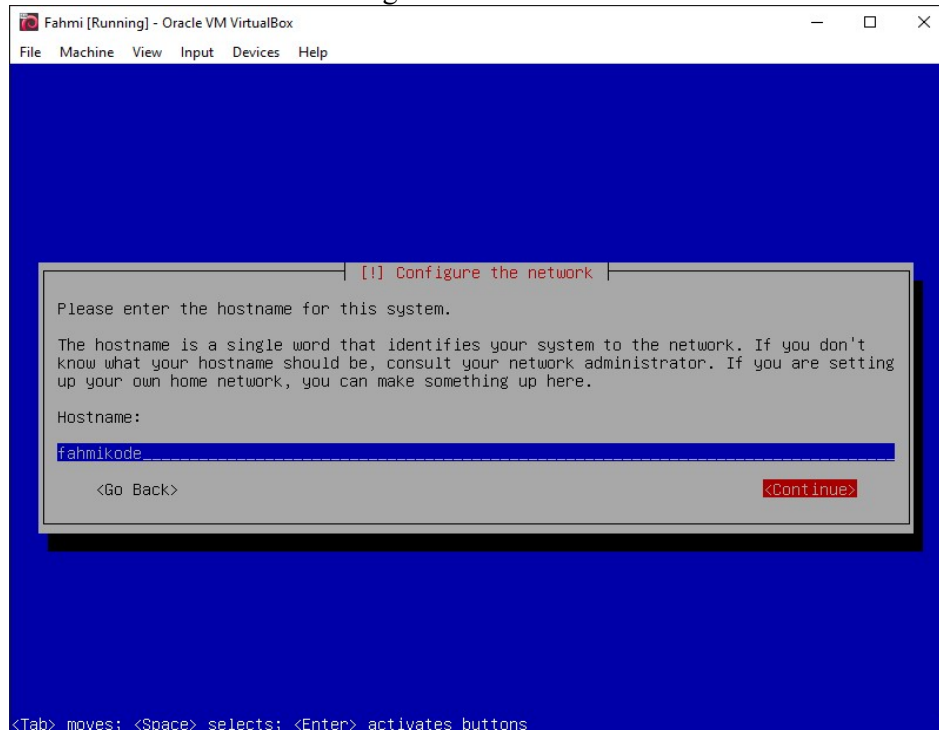 Fahmi [Running] - Oracle VM VirtualBox
File Machine View Input Devices Help
[!] Configure the network
Please enter the hostname for this system.
The hostname is a single word that identifies your system to the network. If you don't
know what your hostname should be, consult your network administrator. If you are setting
up your own home network, you can make something up here.
Hostname:
fahmikode
<Go Back> <Continue>
<Tab> moves; <Space> selects; <Enter> activates buttons